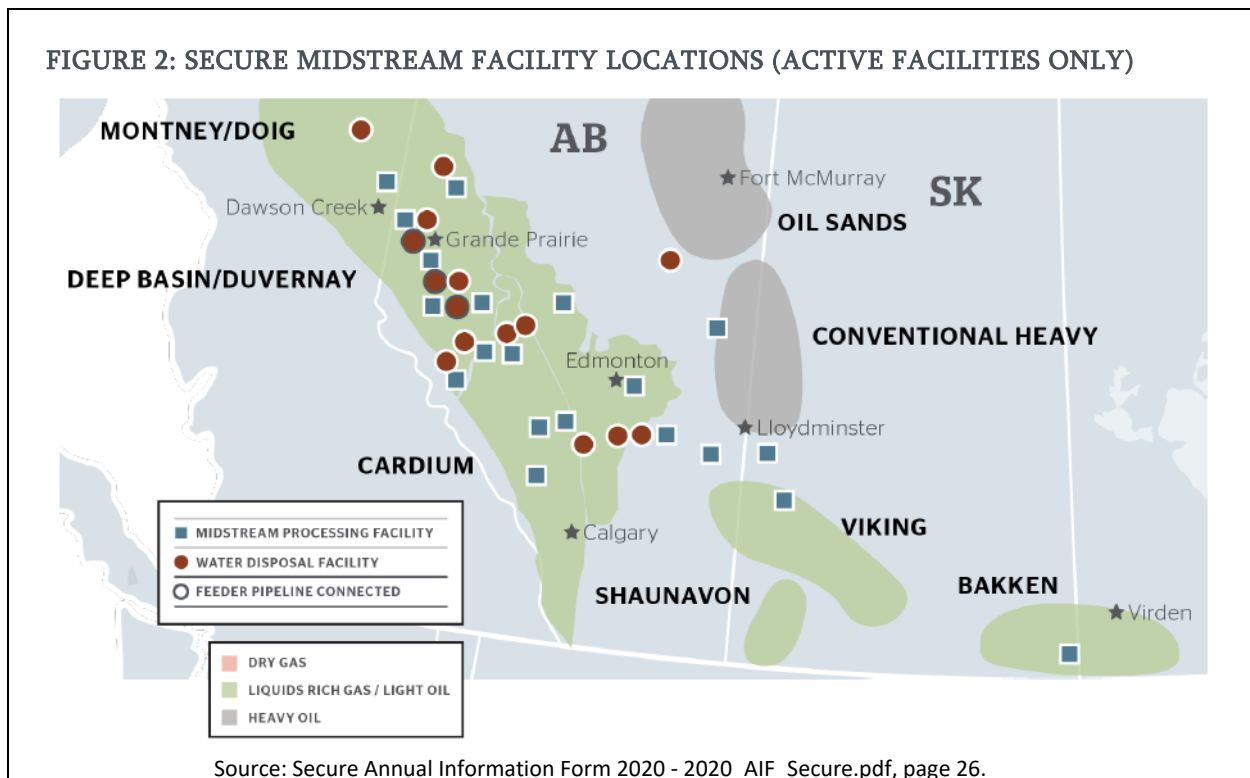 FIGURE 2: SECURE MIDSTREAM FACILITY LOCATIONS (ACTIVE FACILITIES ONLY)
MONTNEY/DOIG
AB
Fort McMurray
SK
Dawson Creek
OIL SANDS
Grande Prairie
DEEP BASIN/DUVERNAY
CONVENTIONAL HEAVY
Edmonton
Lloydminster
CARDIUM
VIKING
Calgary
SHAUNAVON
BAKKEN
Virden
MIDSTREAM PROCESSING FACILITY
WATER DISPOSAL FACILITY
FEEDER PIPELINE CONNECTED
DRY GAS
LIQUIDS RICH GAS / LIGHT OIL
HEAVY OIL
Source: Secure Annual Information Form 2020 - 2020_AIF_Secure.pdf, page 26.